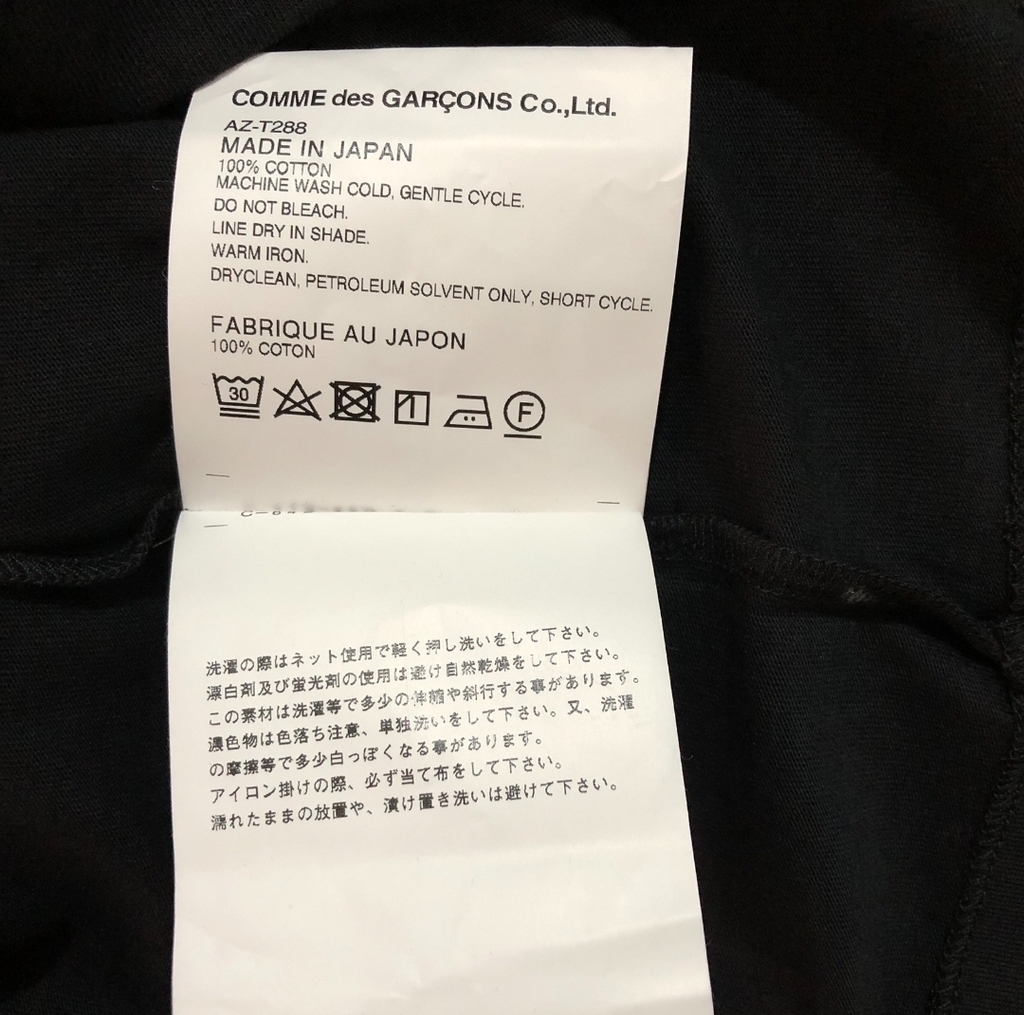 COMME des GARÇONS Co.,Ltd.
AZ-T288
MADE IN JAPAN
100% COTTON
MACHINE WASH COLD, GENTLE CYCLE.
DO NOT BLEACH.
LINE DRY IN SHADE.
WARM IRON.
DRYCLEAN, PETROLEUM SOLVENT ONLY, SHORT CYCLE.
FABRIQUE AU JAPON
100% COTON
30
F
洗濯の際はネット使用で軽く押し洗いをして下さい。
漂白剤及び蛍光剤の使用は避け自然乾燥をして下さい。
この素材は洗濯等で多少の伸縮や斜行する事があります。
濃色物は色落ち注意、単独洗いをして下さい。又、洗濯
の摩擦等で多少白っぽくなる事があります。
アイロン掛けの際、必ず当て布をして下さい。
濡れたままの放置や、漬け置き洗いは避けて下さい。